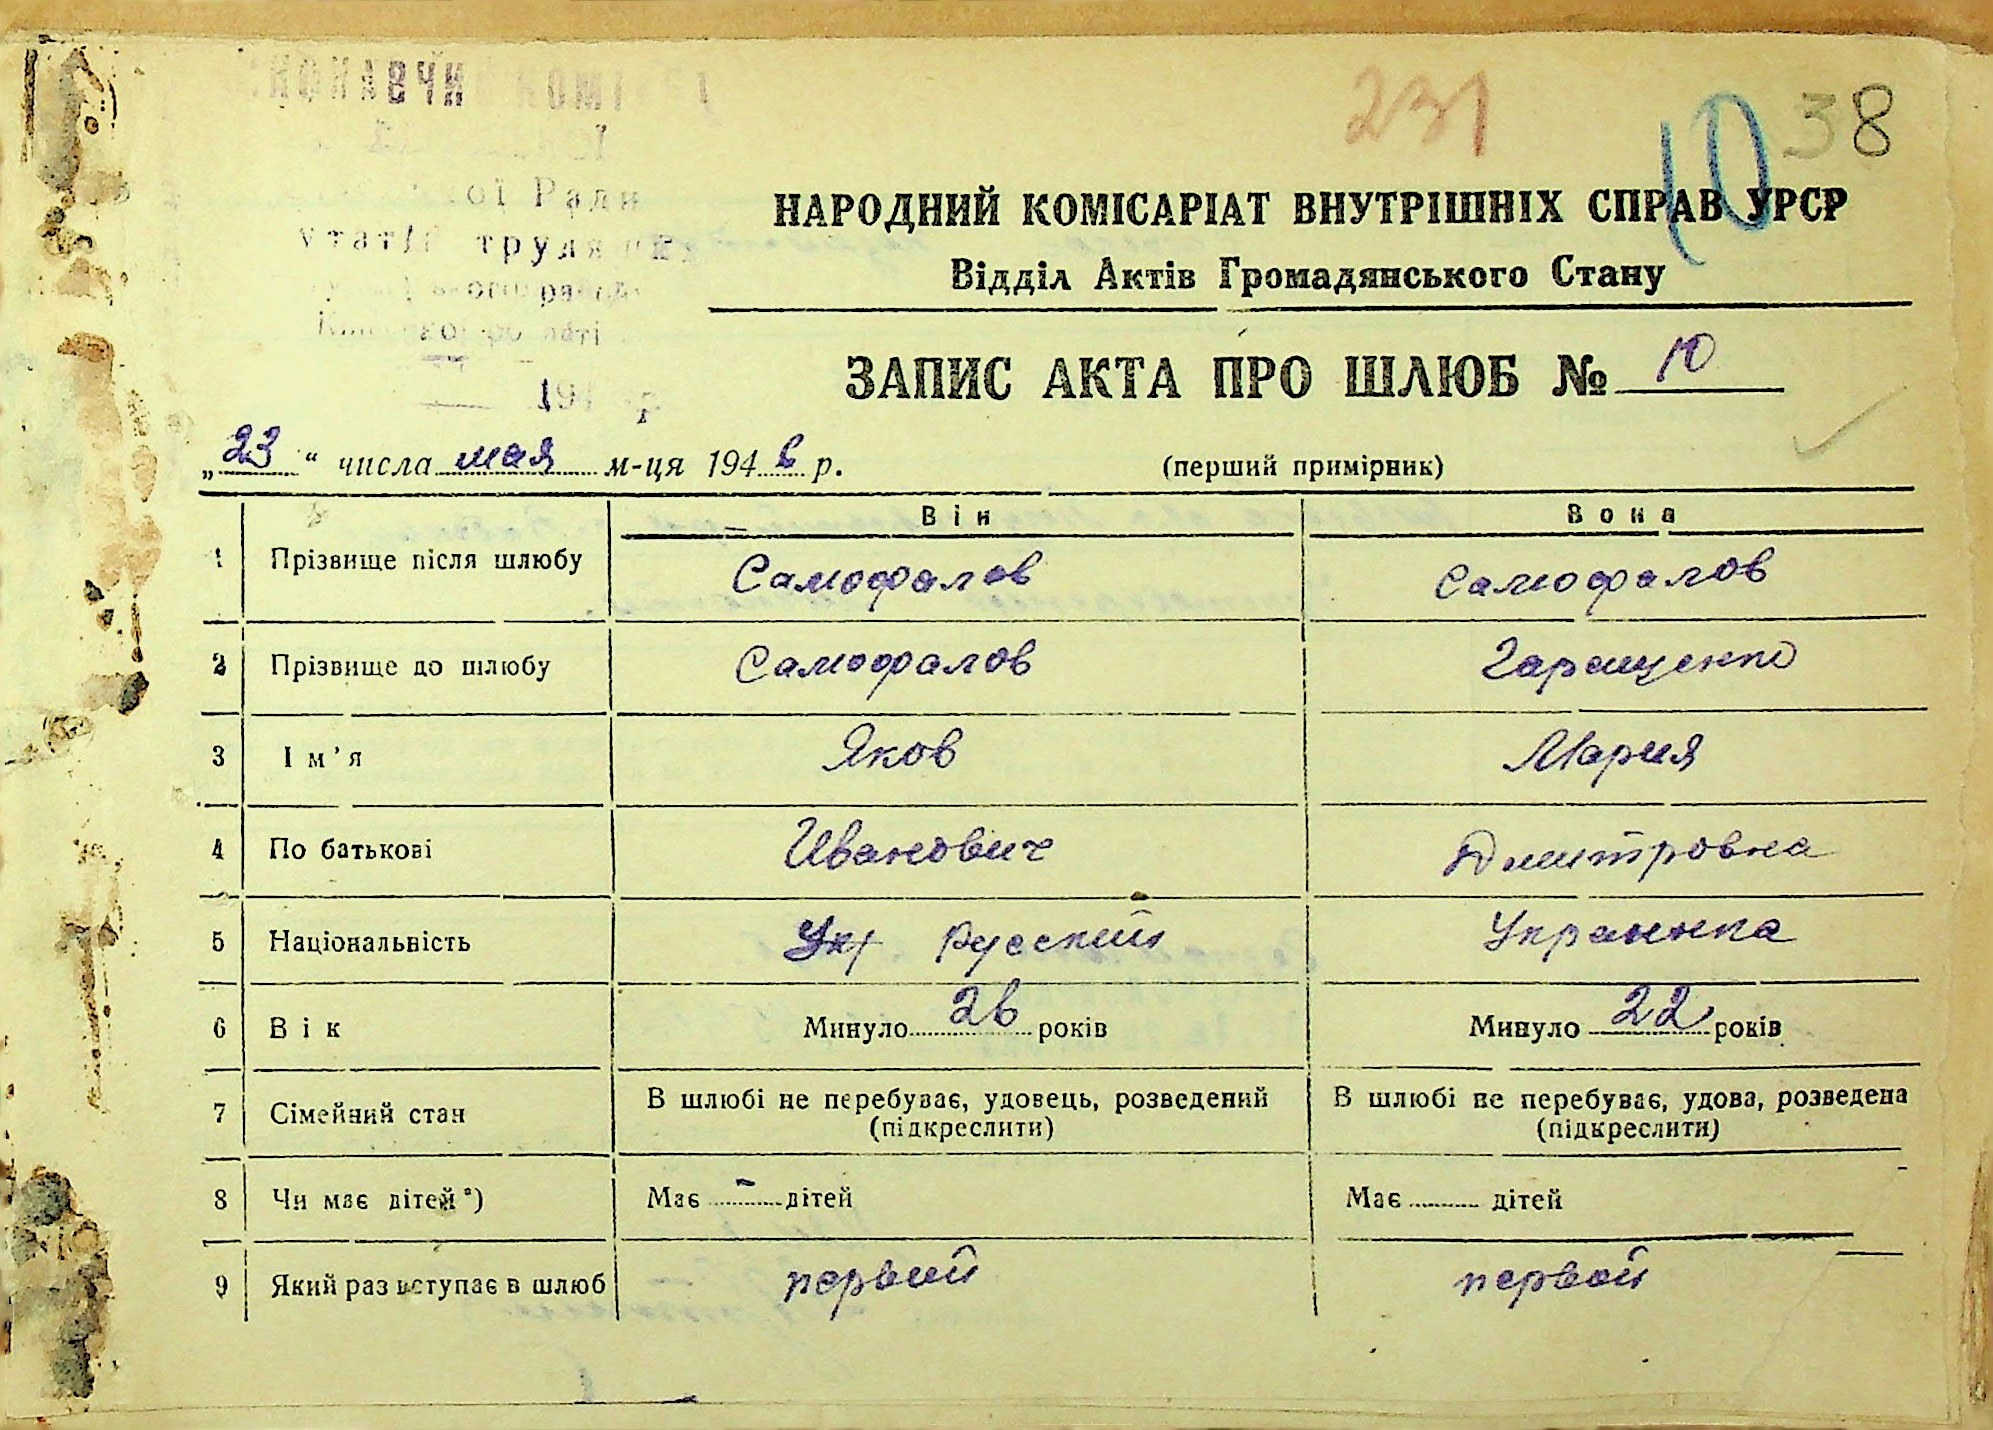 231
10
38
НАРОДНИЙ КОМІСАРІАТ ВНУТРІШНІХ СПРАВ УРСР
Відділ Актів Громадянського Стану
ЗАПИС АКТА ПРО ШЛЮБ № 10
„23“ числа мая м-ця 1946 р.
(перший примірник)
Він Вона
1 Прізвище після шлюбу Самофалов Самофалов
2 Прізвище до шлюбу Самофалов Гаращенко
3 Ім’я Яков Мария
4 По батькові Иванович Дмитровна
5 Національність Укр Русский Украинка
6 Вік Минуло 26 років Минуло 22 років
7 Сімейний стан В шлюбі не перебуває, удовець, розведений (підкреслити) В шлюбі не перебуває, удова, розведена (підкреслити)
8 Чи має дітей*) Має - дітей Має дітей
9 Який раз вступає в шлюб первий первой